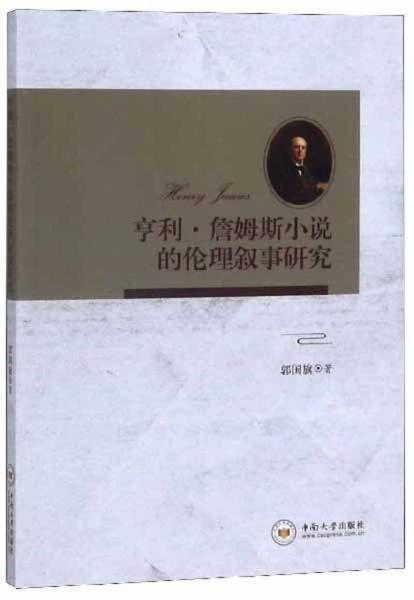 Henry James
亨利·詹姆斯小说
的伦理叙事研究
郭国旗 著
中南大学出版社
www.csupress.com.cn